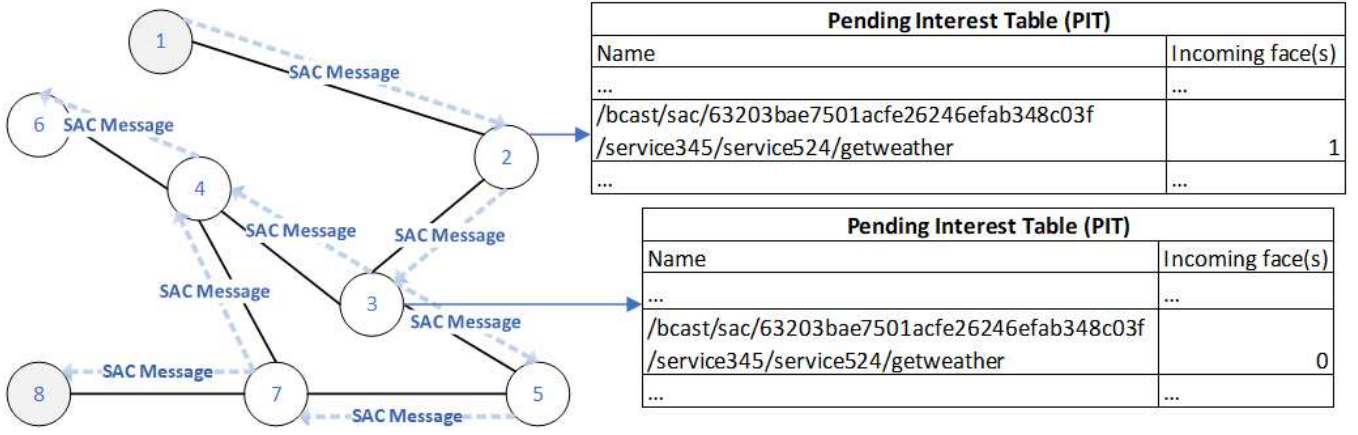 1
SAC Message
6
SAC Message
2
4
SAC Message
SAC Message
SAC Message
3
SAC Message
SAC Message
8
7
5
SAC Message
Pending Interest Table (PIT)
Name Incoming face(s)
... ...
/bcast/sac/63203bae7501acfe26246efab348c03f
/service345/service524/getweather 1
... ...
Pending Interest Table (PIT)
Name Incoming face(s)
... ...
/bcast/sac/63203bae7501acfe26246efab348c03f
/service345/service524/getweather 0
... ...